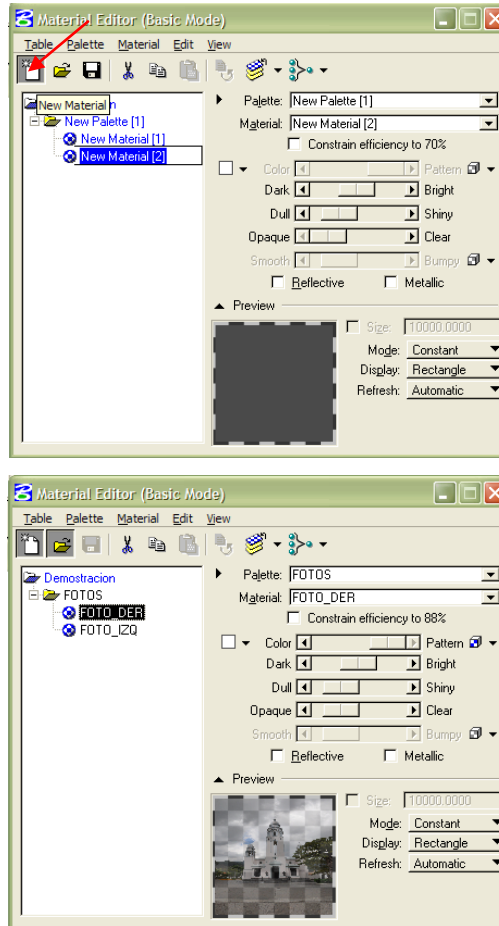 Material Editor (Basic Mode)
Table Palette Material Edit View
New Material n
New Palette [1]
New Material [1]
New Material [2]
Palette: New Palette [1]
Material: New Material [2]
Constrain efficiency to 70%
Color Pattern
Dark Bright
Dull Shiny
Opaque Clear
Smooth Bumpy
Reflective Metallic
Preview
Size: 10000.0000
Mode: Constant
Display: Rectangle
Refresh: Automatic
Material Editor (Basic Mode)
Table Palette Material Edit View
Demostracion
FOTOS
FOTO_DER
FOTO_IZQ
Palette: FOTOS
Material: FOTO_DER
Constrain efficiency to 88%
Color Pattern
Dark Bright
Dull Shiny
Opaque Clear
Smooth Bumpy
Reflective Metallic
Preview
Size: 10000.0000
Mode: Constant
Display: Rectangle
Refresh: Automatic